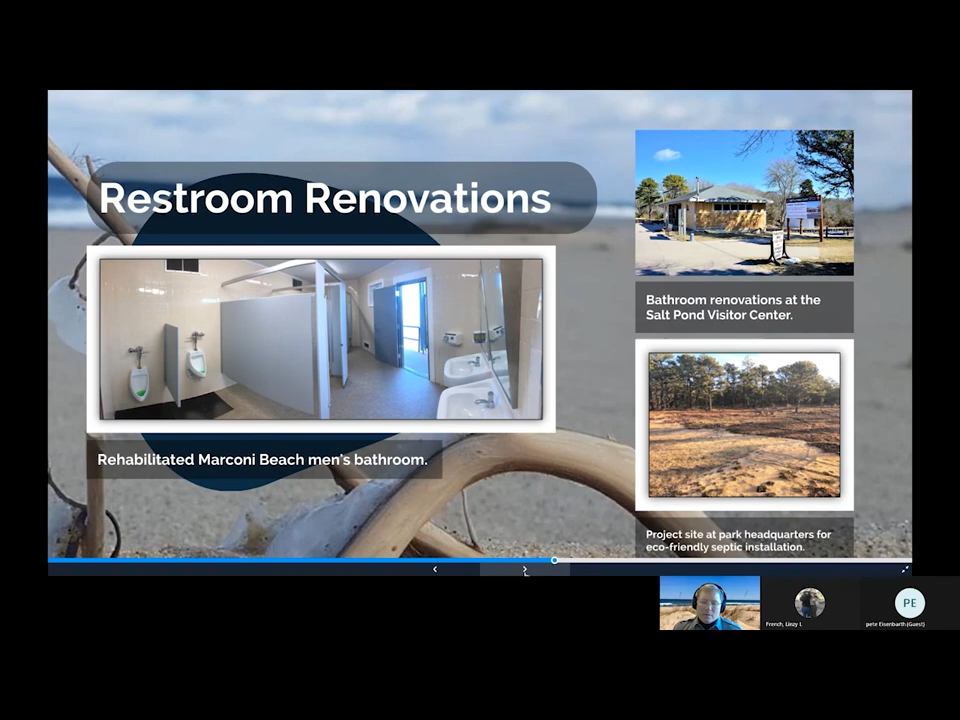 Restroom Renovations
Rehabilitated Marconi Beach men's bathroom.
Bathroom renovations at the
Salt Pond Visitor Center.
Project site at park headquarters for
eco-friendly septic installation.
French, Linzy L
PE
pete Eisenbarth (Guest)